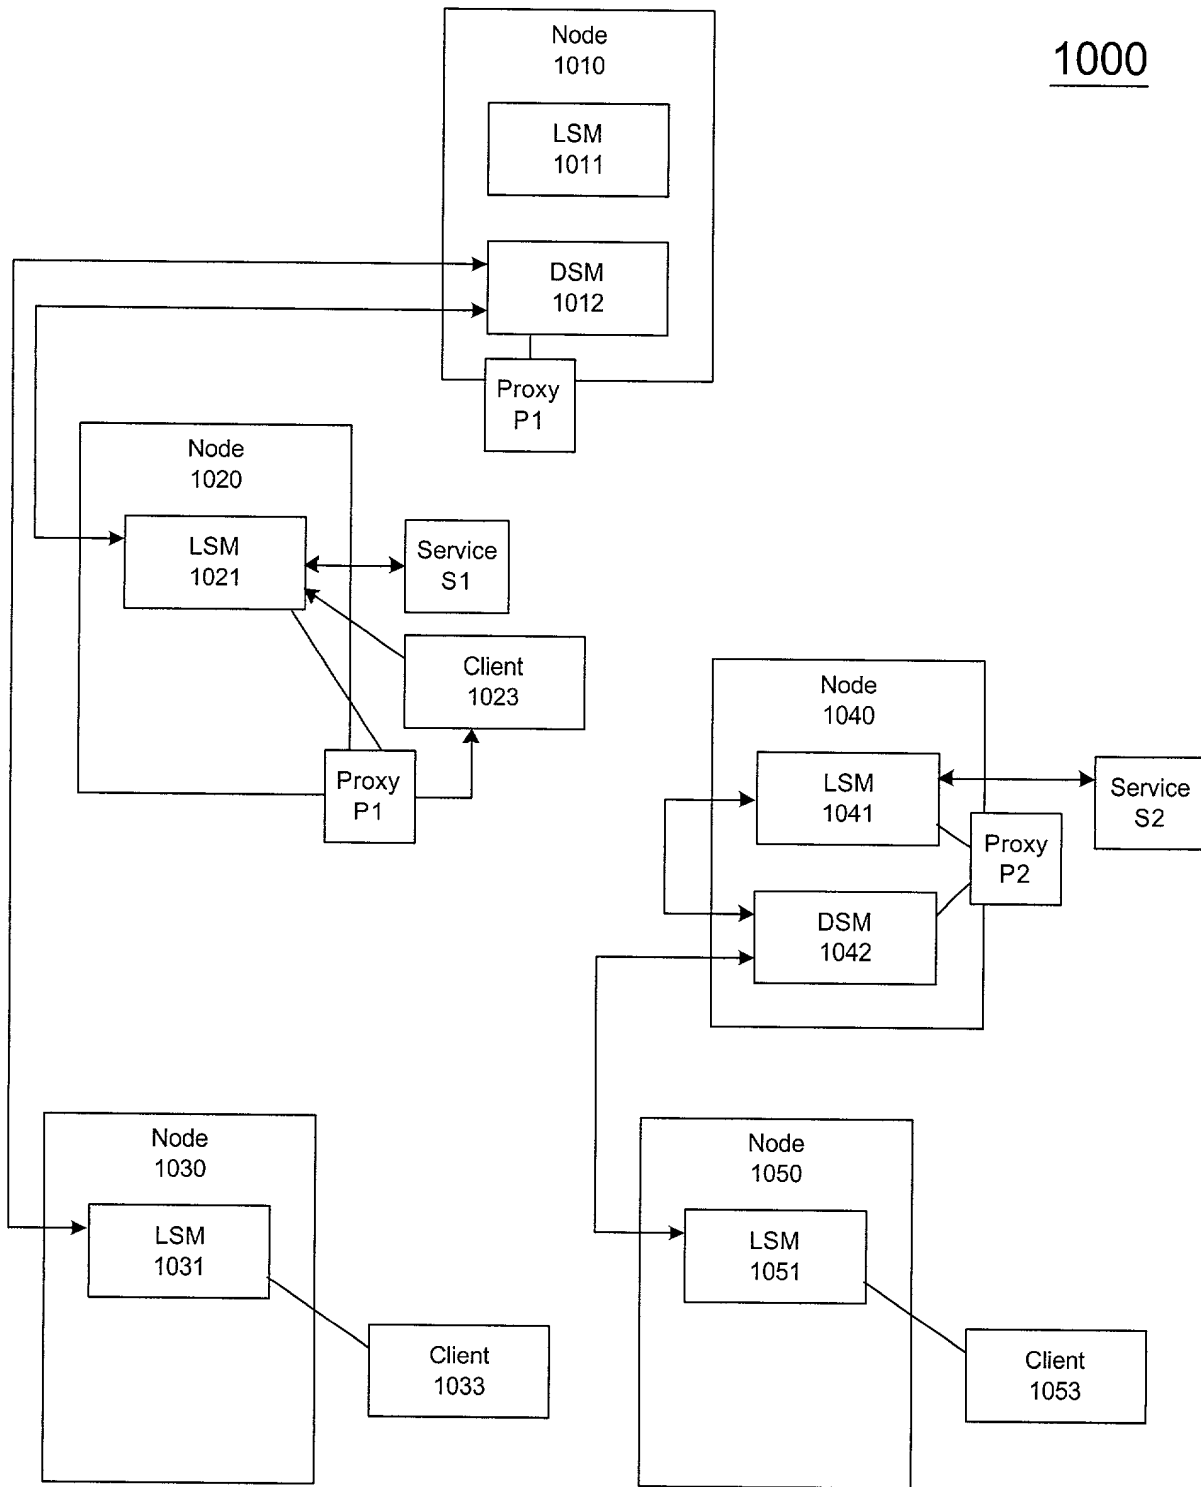 1000
Node
1010
LSM
1011
DSM
1012
Proxy
P1
Node
1020
LSM
1021
Service
S1
Client
1023
Proxy
P1
Node
1040
LSM
1041
Service
S2
Proxy
P2
DSM
1042
Node
1030
LSM
1031
Client
1033
Node
1050
LSM
1051
Client
1053